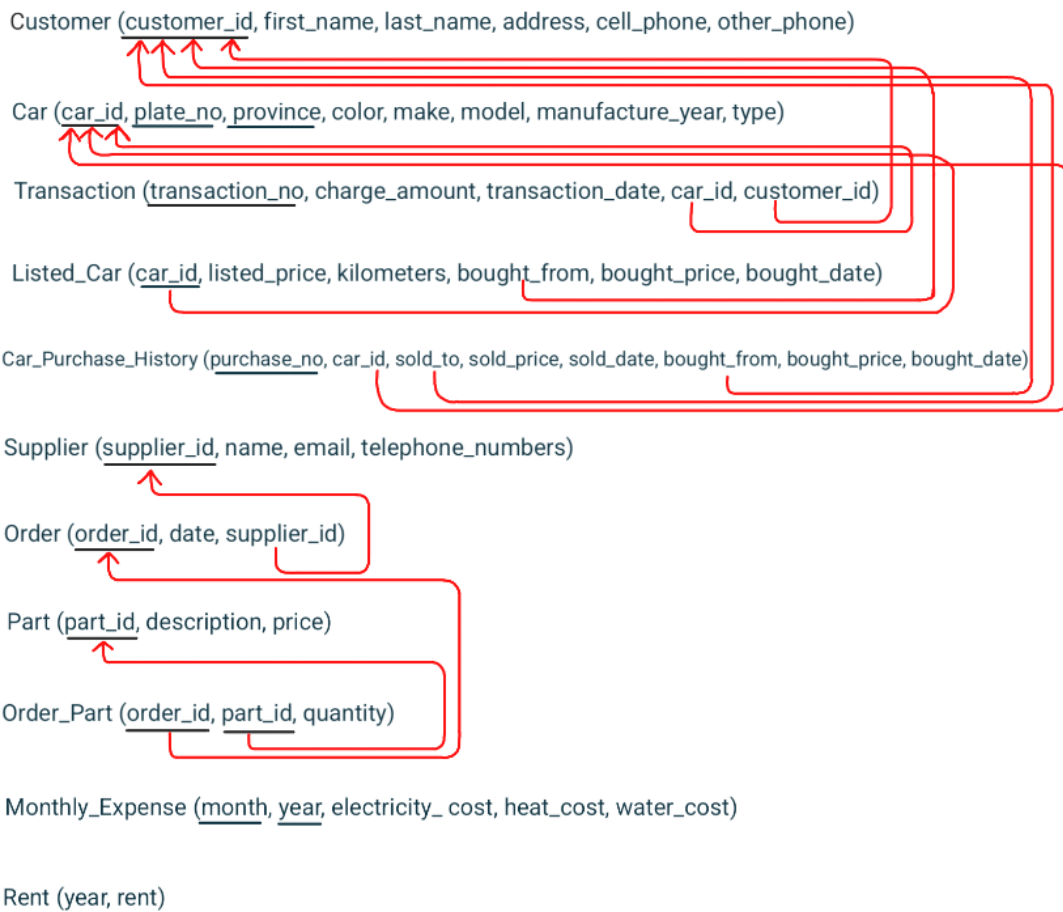 Customer (customer_id, first_name, last_name, address, cell_phone, other_phone)
Car (car_id, plate_no, province, color, make, model, manufacture_year, type)
Transaction (transaction_no, charge_amount, transaction_date, car_id, customer_id)
Listed_Car (car_id, listed_price, kilometers, bought_from, bought_price, bought_date)
Car_Purchase_History (purchase_no, car_id, sold_to, sold_price, sold_date, bought_from, bought_price, bought_date)
Supplier (supplier_id, name, email, telephone_numbers)
Order (order_id, date, supplier_id)
Part (part_id, description, price)
Order_Part (order_id, part_id, quantity)
Monthly_Expense (month, year, electricity_ cost, heat_cost, water_cost)
Rent (year, rent)